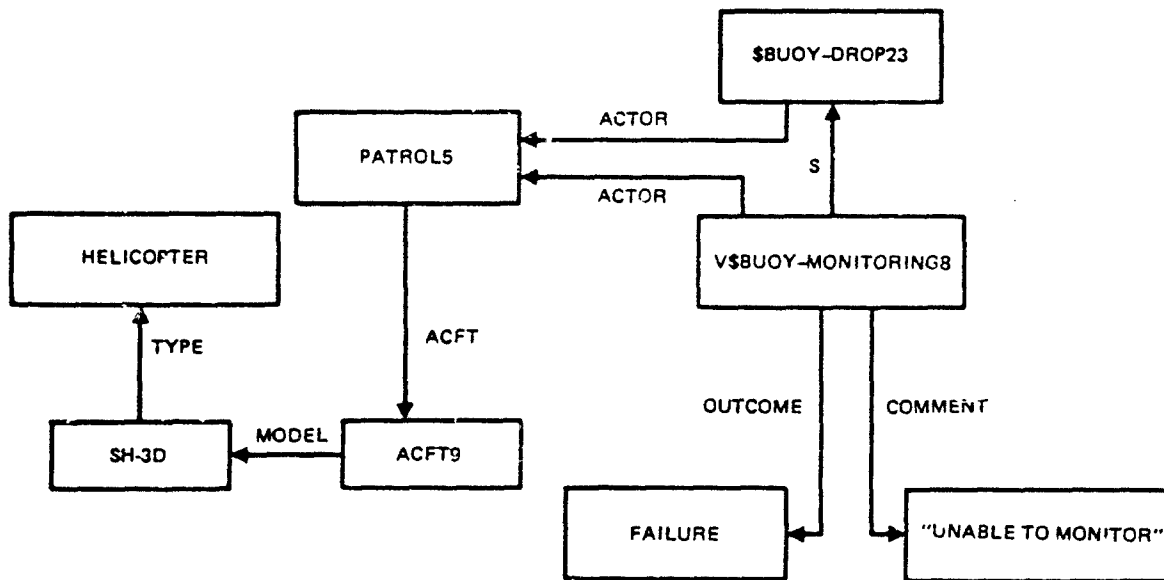 $BUOY-DROP23
ACTOR
PATROL5
S
ACTOR
HELICOPTER
V$BUOY-MONITORING8
TYPE
ACFT
OUTCOME
COMMENT
MODEL
SH-3D
ACFT9
FAILURE
"UNABLE TO MONITOR"